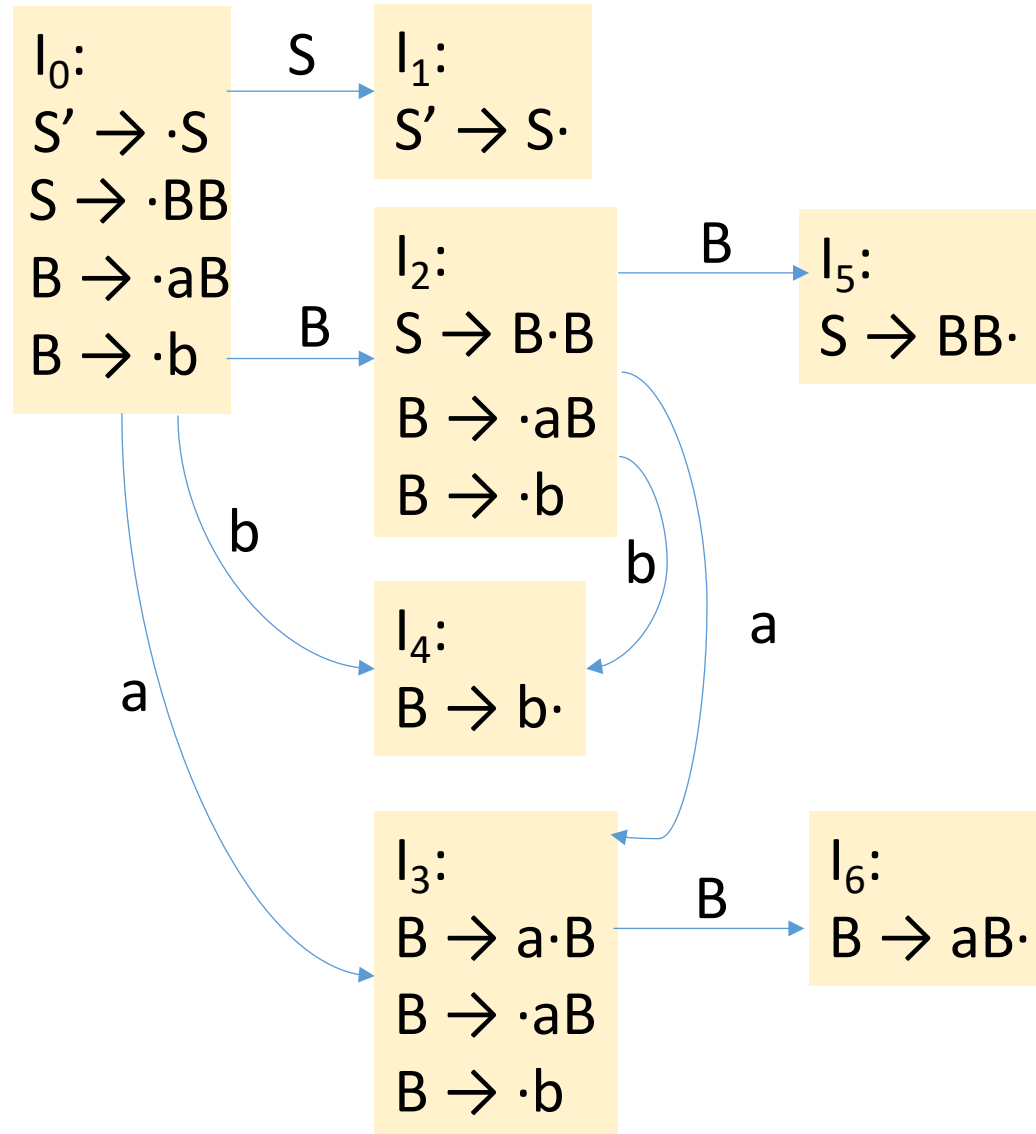 I₀:
S′ → ·S
S → ·BB
B → ·aB
B → ·b
S
I₁:
S′ → S·
B
I₂:
S → B·B
B → ·aB
B → ·b
B
I₅:
S → BB·
b
b
a
I₄:
B → b·
a
I₃:
B → a·B
B → ·aB
B → ·b
B
I₆:
B → aB·